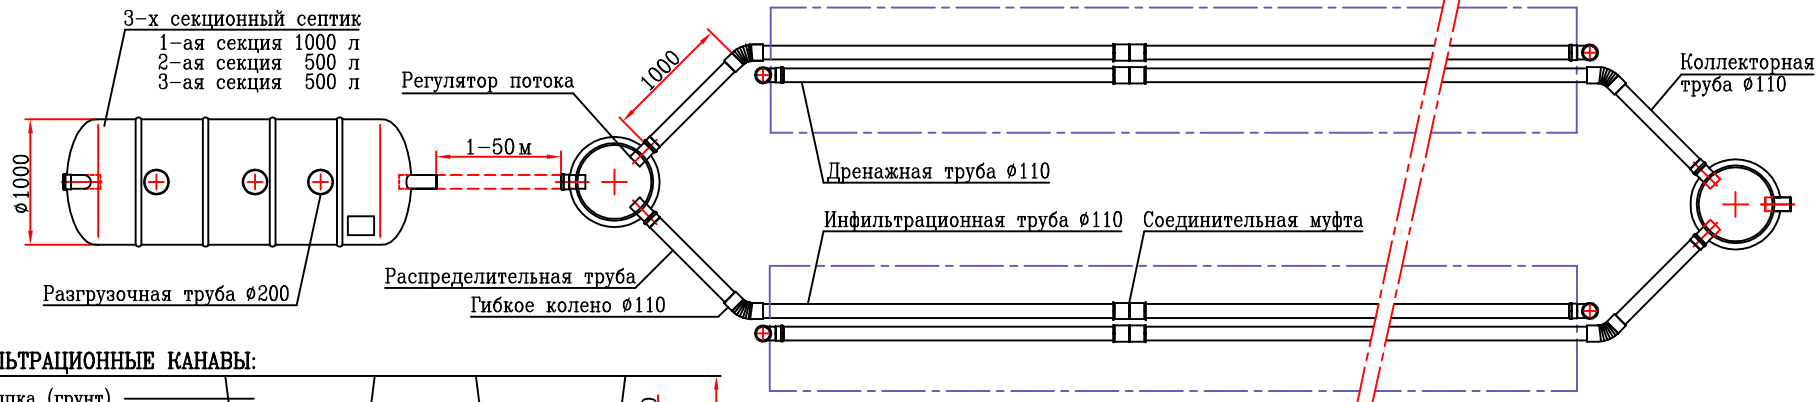 3-х секционный септик
1-ая секция 1000 л
2-ая секция 500 л
3-ая секция 500 л
Регулятор потока
1000
Коллекторная
труба ø110
1-50м
ø1000
Дренажная труба ø110
Инфильтрационная труба ø110
Соединительная муфта
Распределительная труба
Разгрузочная труба ø200
Гибкое колено ø110
ЛЬТРАЦИОННЫЕ КАНАВЫ:
(грунт)